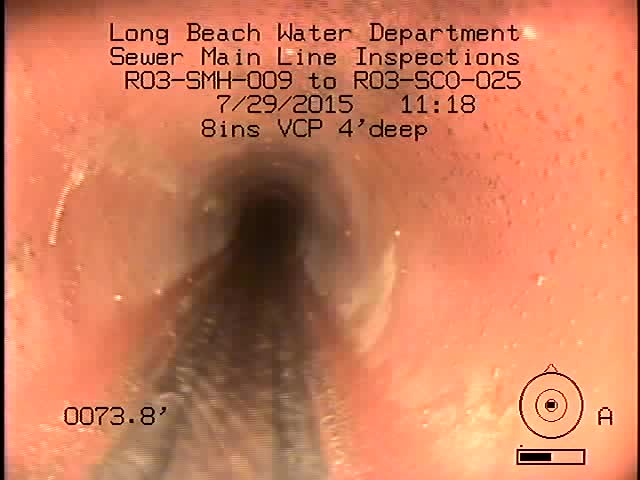 Long Beach Water Department
Sewer Main Line Inspections
R03-SMH-009 to R03-SCO-025
7/29/2015 11:18
8ins VCP 4'deep
0073.8'
A